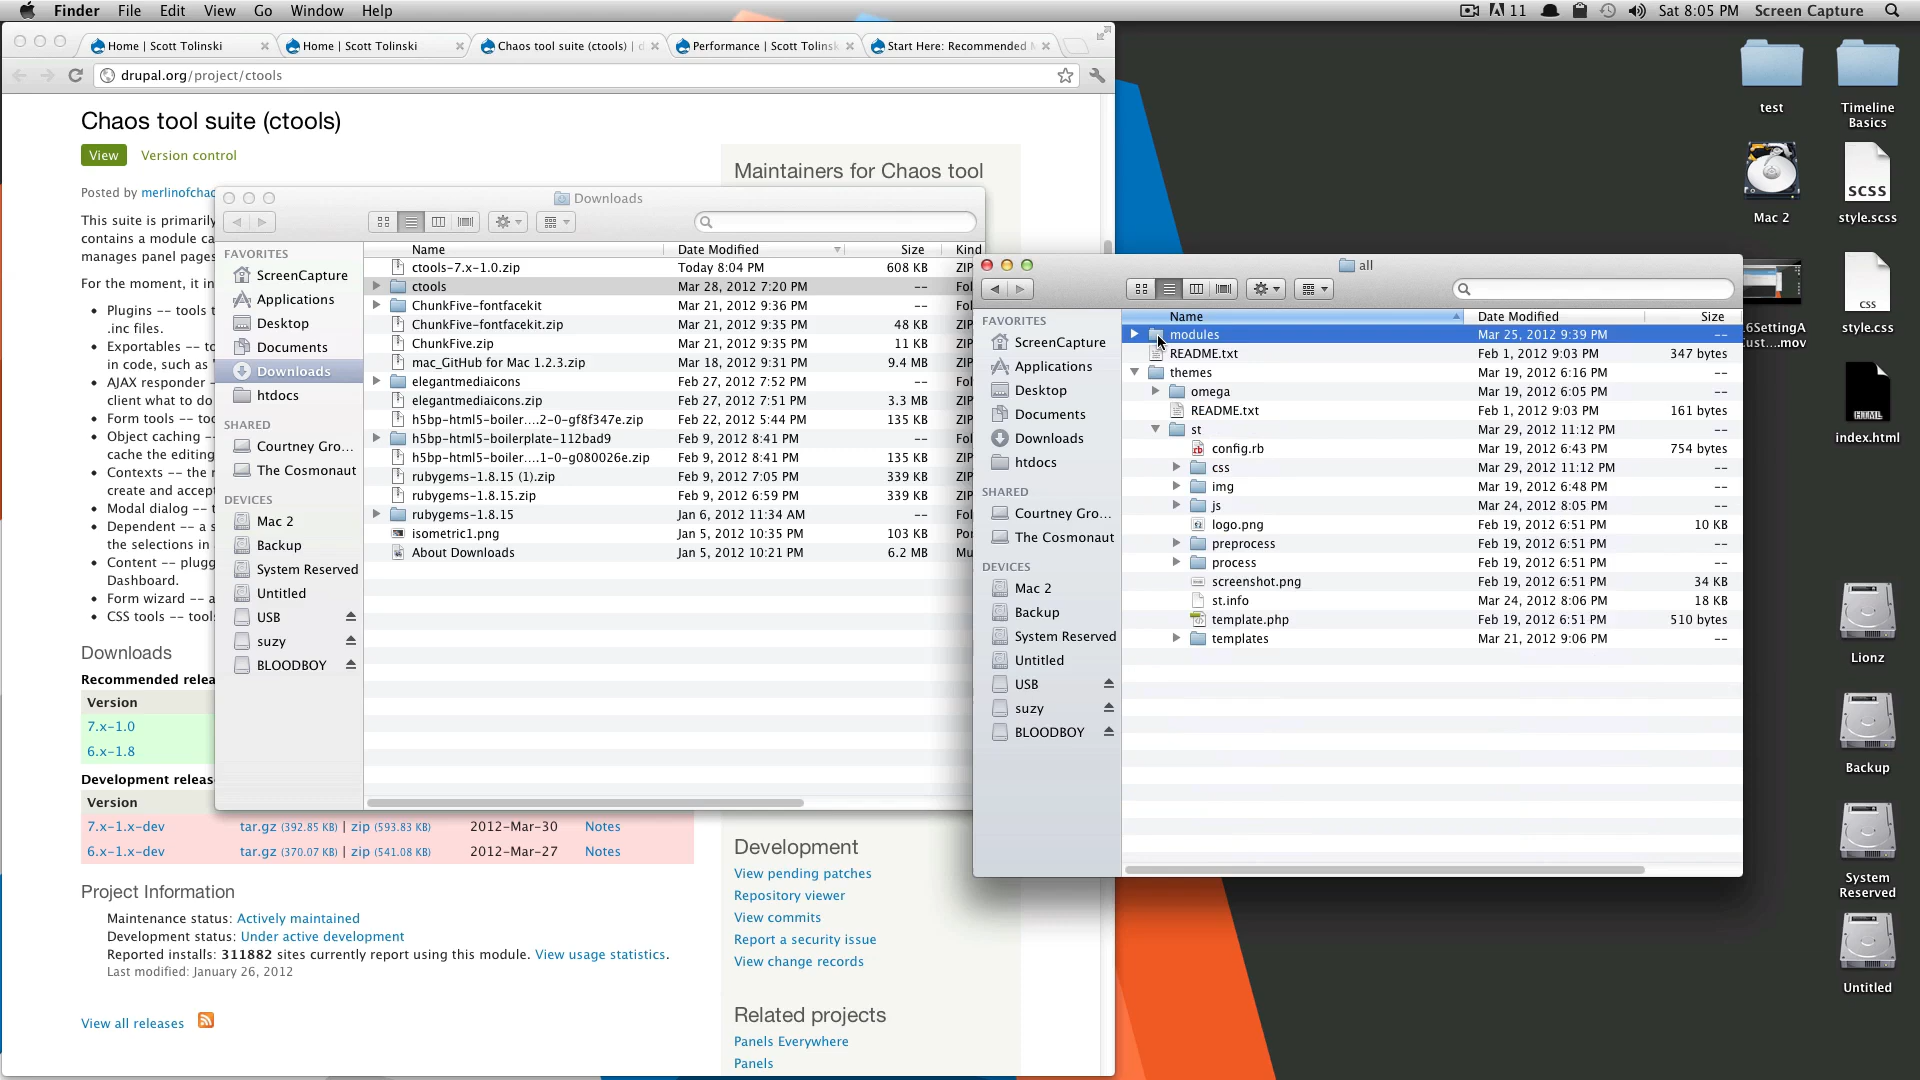 Finder File Edit View Go Window Help
11 Sat 8:05 PM Screen Capture
Home | Scott Tolinski
Home | Scott Tolinski
Chaos tool suite (ctools) | d
Performance | Scott Tolinsk
Start Here: Recommended
drupal.org/project/ctools
Chaos tool suite (ctools)
View Version control
Posted by merlinofchao
This suite is primarily
contains a module ca
manages panel pages
For the moment, it in
Plugins -- tools t
.inc files.
Exportables -- to
in code, such as '
AJAX responder -
client what to do
Form tools -- too
Object caching --
cache the editing
Contexts -- the r
create and accept
Modal dialog -- t
Dependent -- a s
the selections in
Content -- plugg
Dashboard.
Form wizard -- a
CSS tools -- tools
Downloads
Recommended relea
Version
7.x-1.0
6.x-1.8
Development releas
Version
7.x-1.x-dev tar.gz (392.85 KB) | zip (593.83 KB) 2012-Mar-30 Notes
6.x-1.x-dev tar.gz (370.07 KB) | zip (541.08 KB) 2012-Mar-27 Notes
Project Information
Maintenance status: Actively maintained
Development status: Under active development
Reported installs: 311882 sites currently report using this module. View usage statistics.
Last modified: January 26, 2012
View all releases
Maintainers for Chaos tool
Development
View pending patches
Repository viewer
View commits
Report a security issue
View change records
Related projects
Panels Everywhere
Panels
Downloads
FAVORITES
ScreenCapture
Applications
Desktop
Documents
Downloads
htdocs
SHARED
Courtney Gro...
The Cosmonaut
DEVICES
Mac 2
Backup
System Reserved
Untitled
USB
suzy
BLOODBOY
Name Date Modified Size Kind
ctools-7.x-1.0.zip Today 8:04 PM 608 KB ZIP
ctools Mar 28, 2012 7:20 PM -- Fol
ChunkFive-fontfacekit Mar 21, 2012 9:36 PM -- Fol
ChunkFive-fontfacekit.zip Mar 21, 2012 9:35 PM 48 KB ZIP
ChunkFive.zip Mar 21, 2012 9:35 PM 11 KB ZIP
mac_GitHub for Mac 1.2.3.zip Mar 18, 2012 9:31 PM 9.4 MB ZIP
elegantmediaicons Feb 27, 2012 7:52 PM -- Fol
elegantmediaicons.zip Feb 27, 2012 7:51 PM 3.3 MB ZIP
h5bp-html5-boiler....2-0-gf8f347e.zip Feb 22, 2012 5:44 PM 135 KB ZIP
h5bp-html5-boilerplate-112bad9 Feb 9, 2012 8:41 PM -- Fol
h5bp-html5-boiler....1-0-g080026e.zip Feb 9, 2012 8:41 PM 135 KB ZIP
rubygems-1.8.15 (1).zip Feb 9, 2012 7:05 PM 339 KB ZIP
rubygems-1.8.15.zip Feb 9, 2012 6:59 PM 339 KB ZIP
rubygems-1.8.15 Jan 6, 2012 11:34 AM -- Fol
isometric1.png Jan 5, 2012 10:35 PM 103 KB Por
About Downloads Jan 5, 2012 10:21 PM 6.2 MB Mu
all
FAVORITES
ScreenCapture
Applications
Desktop
Documents
Downloads
htdocs
SHARED
Courtney Gro...
The Cosmonaut
DEVICES
Mac 2
Backup
System Reserved
Untitled
USB
suzy
BLOODBOY
Name Date Modified Size
modules Mar 25, 2012 9:39 PM --
README.txt Feb 1, 2012 9:03 PM 347 bytes
themes Mar 19, 2012 6:16 PM --
omega Mar 19, 2012 6:05 PM --
README.txt Feb 1, 2012 9:03 PM 161 bytes
st Mar 29, 2012 11:12 PM --
config.rb Mar 19, 2012 6:43 PM 754 bytes
css Mar 29, 2012 11:12 PM --
img Mar 19, 2012 6:48 PM --
js Mar 24, 2012 8:05 PM --
logo.png Feb 19, 2012 6:51 PM 10 KB
preprocess Feb 19, 2012 6:51 PM --
process Feb 19, 2012 6:51 PM --
screenshot.png Feb 19, 2012 6:51 PM 34 KB
st.info Mar 24, 2012 8:06 PM 18 KB
template.php Feb 19, 2012 6:51 PM 510 bytes
templates Mar 21, 2012 9:06 PM --
test
Timeline
Basics
Mac 2
SCSS
style.scss
6SettingA
ust....mov
CSS
style.css
HTML
index.html
Lionz
Backup
System
Reserved
Untitled